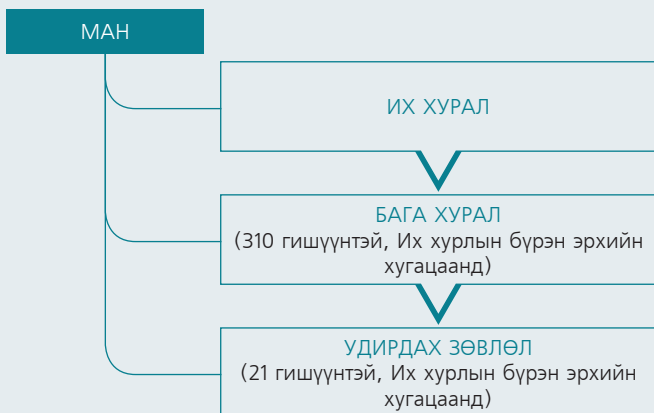 МАН
ИХ ХУРАЛ
БАГА ХУРАЛ
(310 гишүүнтэй, Их хурлын бүрэн эрхийн
хугацаанд)
УДИРДАХ ЗӨВЛӨЛ
(21 гишүүнтэй, Их хурлын бүрэн эрхийн
хугацаанд)